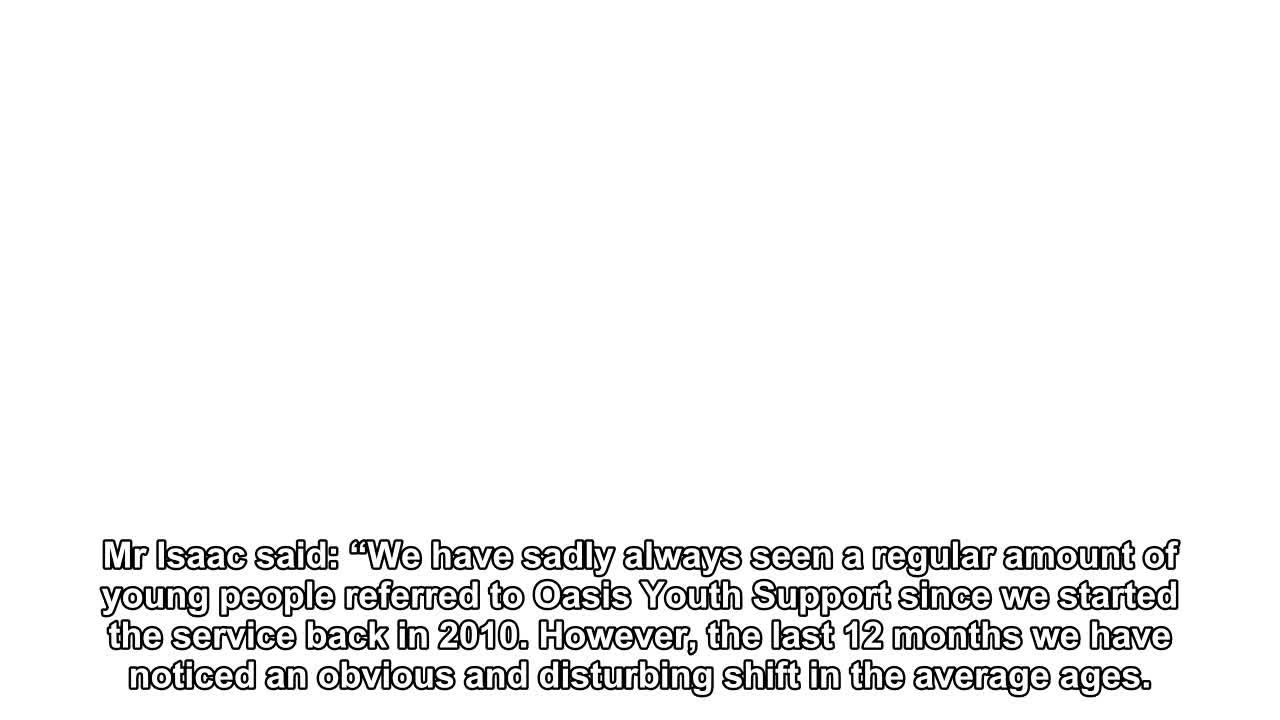 Mr Isaac said: “We have sadly always seen a regular amount of
young people referred to Oasis Youth Support since we started
the service back in 2010. However, the last 12 months we have
noticed an obvious and disturbing shift in the average ages.